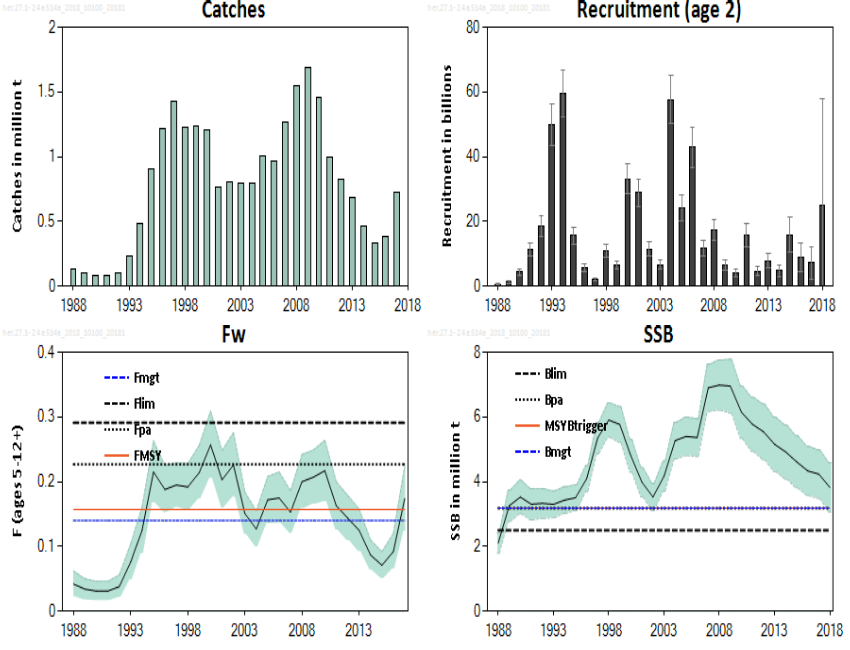 Catches
2
1.5
1
0.5
0
Catches in million t
1988 1993 1998 2003 2008 2013 2018
Recruitment (age 2)
80
60
40
20
0
Recruitment in billions
1988 1993 1998 2003 2008 2013 2018
Fw
0.4
0.3
0.2
0.1
0
F (ages 5-12+)
Fmgt
Flim
Fpa
FMSY
1988 1993 1998 2003 2008 2013
SSB
8
6
4
2
0
SSB in million t
Blim
Bpa
MSYBtrigger
Bmgt
1988 1993 1998 2003 2008 2013 2018